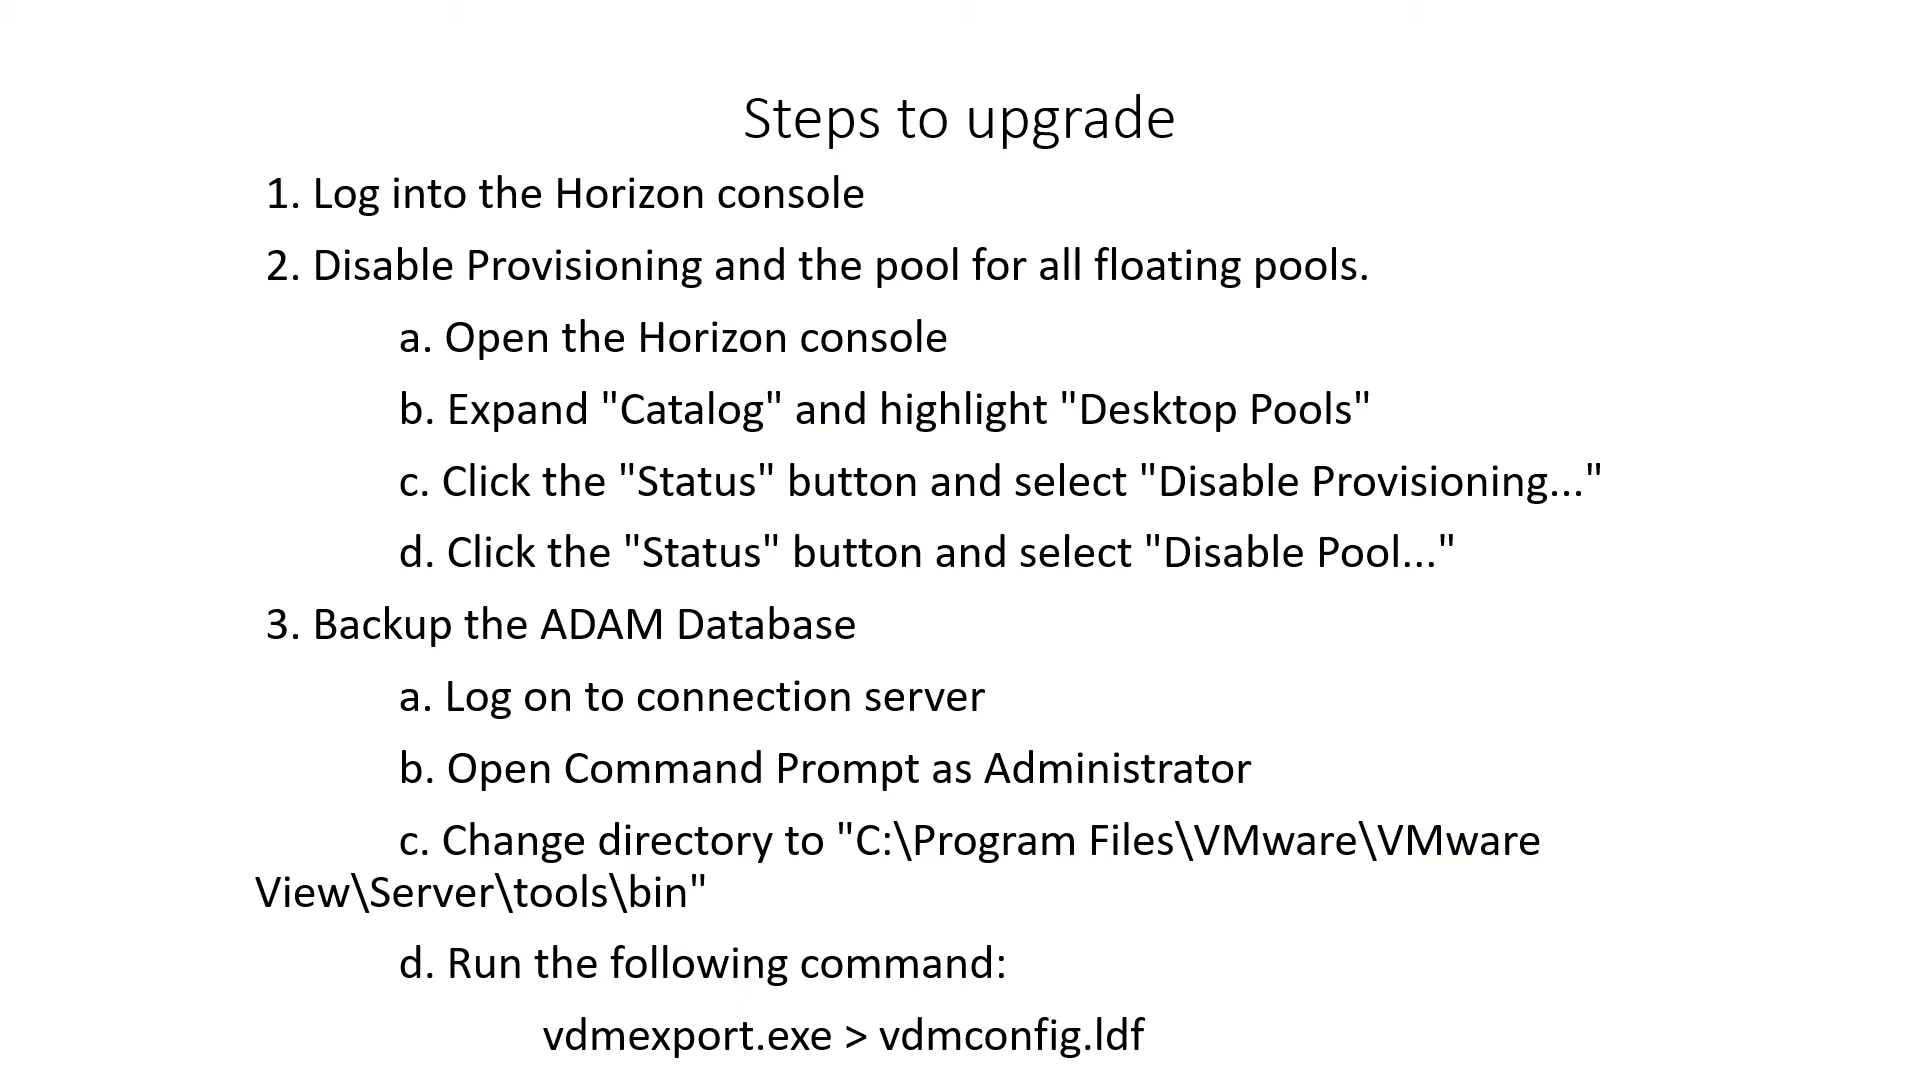 Steps to upgrade
1. Log into the Horizon console
2. Disable Provisioning and the pool for all floating pools.
a. Open the Horizon console
b. Expand "Catalog" and highlight "Desktop Pools"
c. Click the "Status" button and select "Disable Provisioning..."
d. Click the "Status" button and select "Disable Pool..."
3. Backup the ADAM Database
a. Log on to connection server
b. Open Command Prompt as Administrator
c. Change directory to "C:\Program Files\VMware\VMware
View\Server\tools\bin"
d. Run the following command:
vdmexport.exe > vdmconfig.ldf